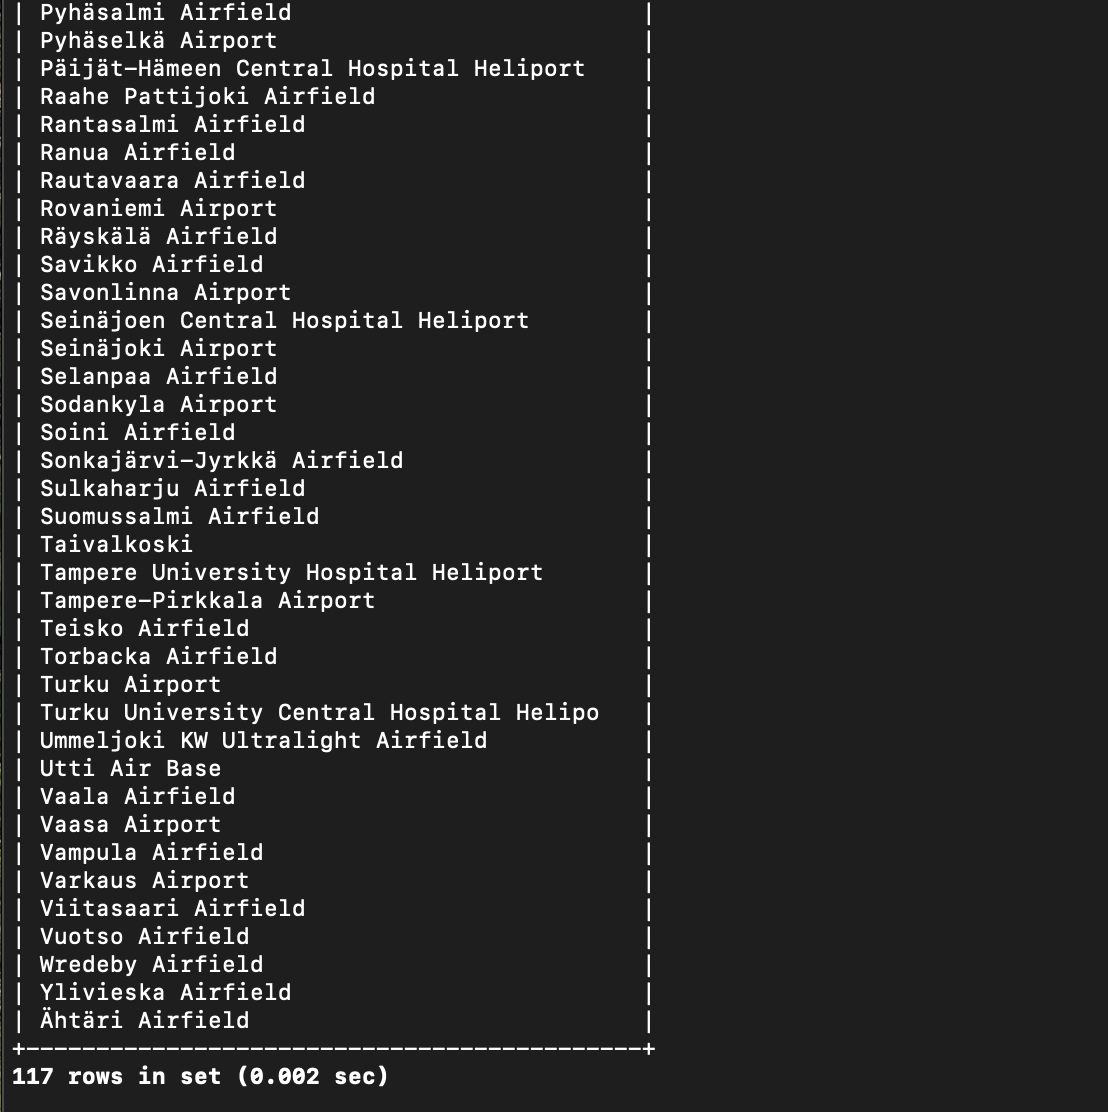 | Pyhäsalmi Airfield |
| Pyhäselkä Airport |
| Päijät-Hämeen Central Hospital Heliport |
| Raahe Pattijoki Airfield |
| Rantasalmi Airfield |
| Ranua Airfield |
| Rautavaara Airfield |
| Rovaniemi Airport |
| Räyskälä Airfield |
| Savikko Airfield |
| Savonlinna Airport |
| Seinäjoen Central Hospital Heliport |
| Seinäjoki Airport |
| Selanpaa Airfield |
| Sodankyla Airport |
| Soini Airfield |
| Sonkajärvi-Jyrkkä Airfield |
| Sulkaharju Airfield |
| Suomussalmi Airfield |
| Taivalkoski |
| Tampere University Hospital Heliport |
| Tampere-Pirkkala Airport |
| Teisko Airfield |
| Torbacka Airfield |
| Turku Airport |
| Turku University Central Hospital Helipo |
| Ummeljoki KW Ultralight Airfield |
| Utti Air Base |
| Vaala Airfield |
| Vaasa Airport |
| Vampula Airfield |
| Varkaus Airport |
| Viitasaari Airfield |
| Vuotso Airfield |
| Wredeby Airfield |
| Ylivieska Airfield |
| Ähtäri Airfield |
+--------------------------------------------+
117 rows in set (0.002 sec)